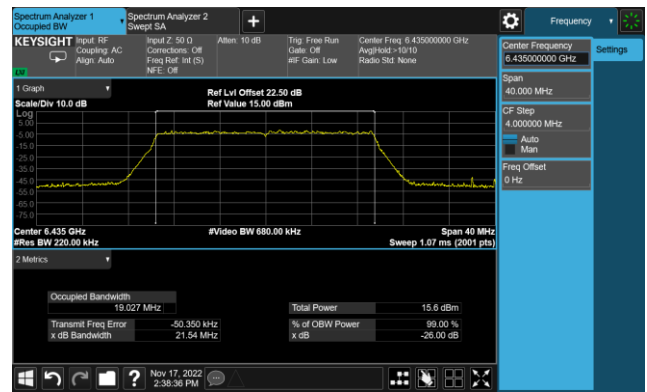 Spectrum Analyzer 1
Occupied BW
Spectrum Analyzer 2
Swept SA
+
Frequency
KEYSIGHT
Input: RF
Coupling: AC
Align: Auto
Input Z: 50 Ω
Corrections: Off
Freq Ref: Int (S)
NFE: Off
Atten: 10 dB
Trig: Free Run
Gate: Off
#IF Gain: Low
Center Freq: 6.435000000 GHz
Avg|Hold:>10/10
Radio Std: None
Center Frequency
6.435000000 GHz
Settings
Span
40.000 MHz
CF Step
4.000000 MHz
Auto
Man
Freq Offset
0 Hz
1 Graph
Scale/Div 10.0 dB
Ref Lvl Offset 22.50 dB
Ref Value 15.00 dBm
Log
5.00
-5.00
-15.0
-25.0
-35.0
-45.0
-55.0
-65.0
-75.0
Center 6.435 GHz
#Res BW 220.00 kHz
#Video BW 680.00 kHz
Span 40 MHz
Sweep 1.07 ms (2001 pts)
2 Metrics
Occupied Bandwidth
19.027 MHz
Total Power 15.6 dBm
Transmit Freq Error -50.350 kHz
% of OBW Power 99.00 %
x dB Bandwidth 21.54 MHz
x dB -26.00 dB
?
Nov 17, 2022
2:38:36 PM